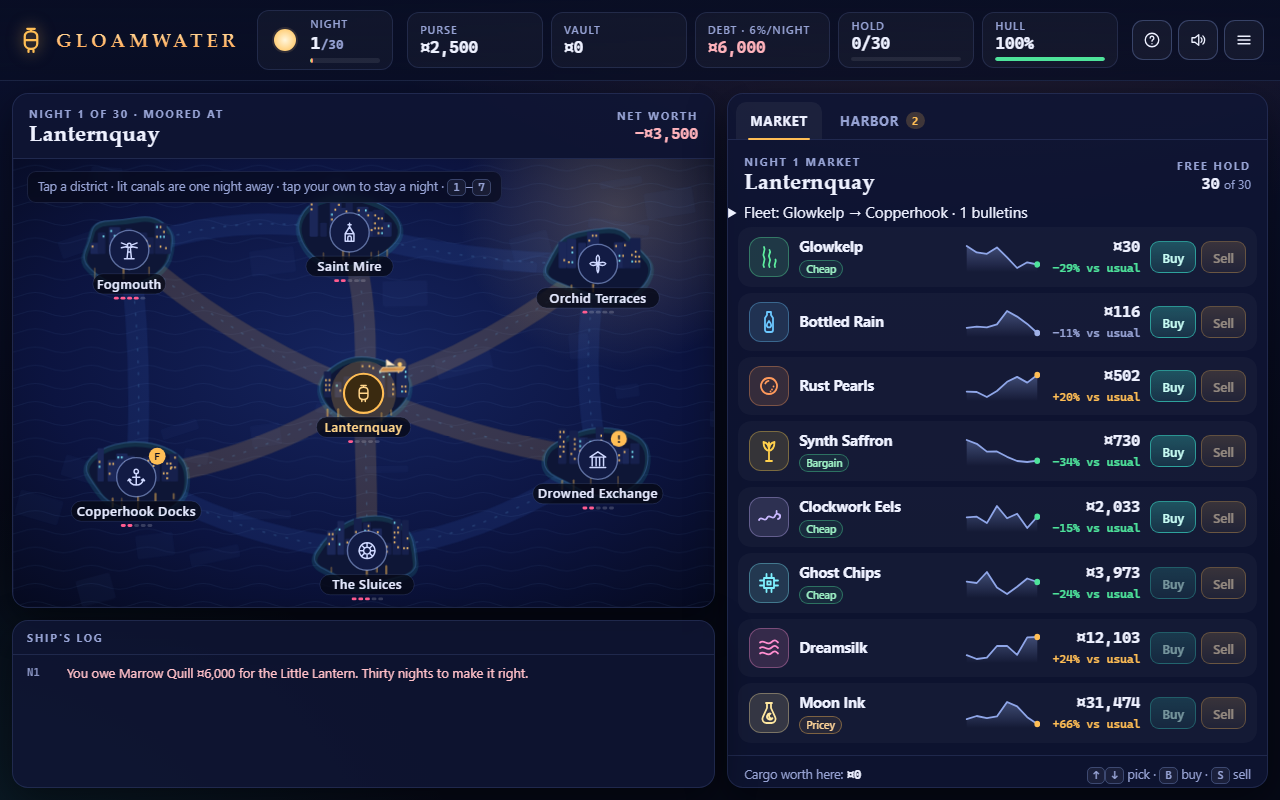 GLOAMWATER
NIGHT
1/30
PURSE
¤2,500
VAULT
¤0
DEBT · 6%/NIGHT
¤6,000
HOLD
0/30
HULL
100%
NIGHT 1 OF 30 · MOORED AT
Lanternquay
NET WORTH
−¤3,500
Tap a district · lit canals are one night away · tap your own to stay a night · 1–7
Saint Mire
Fogmouth
Orchid Terraces
Lanternquay
F
!
Copperhook Docks
Drowned Exchange
The Sluices
SHIP'S LOG
N1 You owe Marrow Quill ¤6,000 for the Little Lantern. Thirty nights to make it right.
MARKET
HARBOR 2
NIGHT 1 MARKET
Lanternquay
FREE HOLD
30 of 30
▶ Fleet: Glowkelp → Copperhook · 1 bulletins
Glowkelp
Cheap
¤30
−29% vs usual
Buy Sell
Bottled Rain
¤116
−11% vs usual
Buy Sell
Rust Pearls
¤502
+20% vs usual
Buy Sell
Synth Saffron
Bargain
¤730
−34% vs usual
Buy Sell
Clockwork Eels
Cheap
¤2,033
−15% vs usual
Buy Sell
Ghost Chips
Cheap
¤3,973
−24% vs usual
Buy Sell
Dreamsilk
¤12,103
+24% vs usual
Buy Sell
Moon Ink
Pricey
¤31,474
+66% vs usual
Buy Sell
Cargo worth here: ¤0
↑ ↓ pick · B buy · S sell